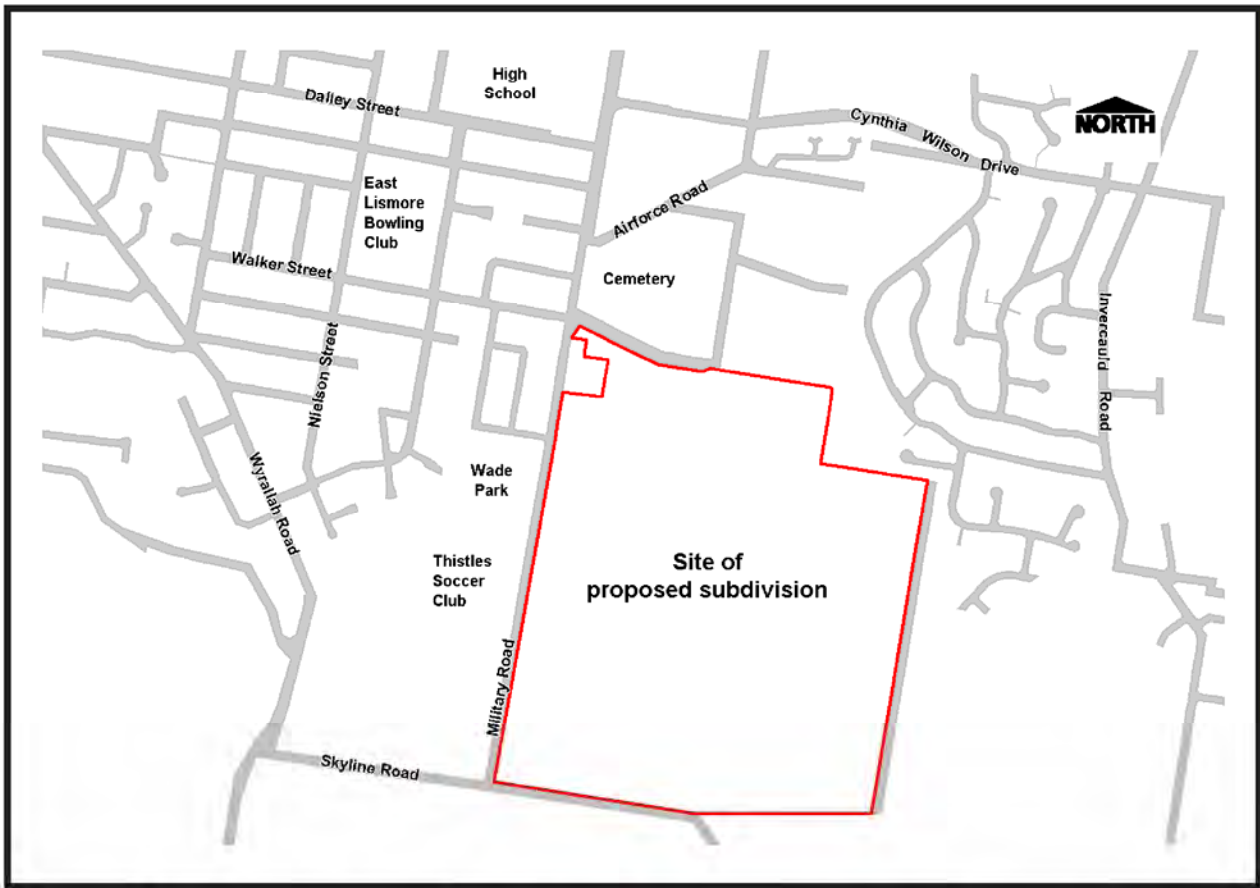 High
School
Dalley Street
NORTH
Cynthia Wilson Drive
East
Lismore
Bowling
Club
Airforce Road
Walker Street
Cemetery
Invercauld Road
Nielson Street
Wyrallah Road
Wade
Park
Thistles
Soccer
Club
Site of
proposed subdivision
Military Road
Skyline Road